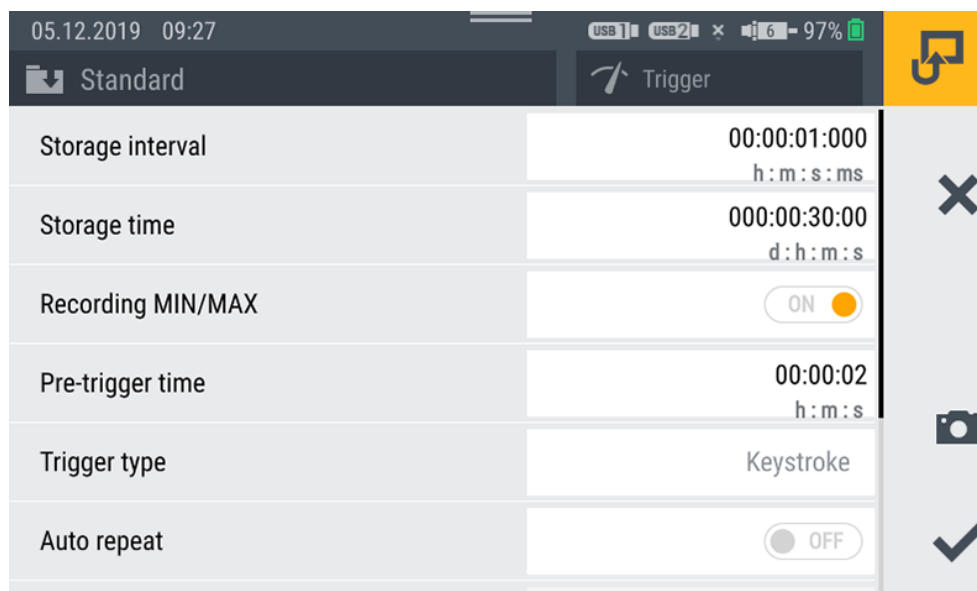 05.12.2019 09:27 USB 1 USB 2 6 97%
Standard Trigger
Storage interval 00:00:01:000
h:m:s:ms
Storage time 000:00:30:00
d:h:m:s
Recording MIN/MAX ON
Pre-trigger time 00:00:02
h:m:s
Trigger type Keystroke
Auto repeat OFF